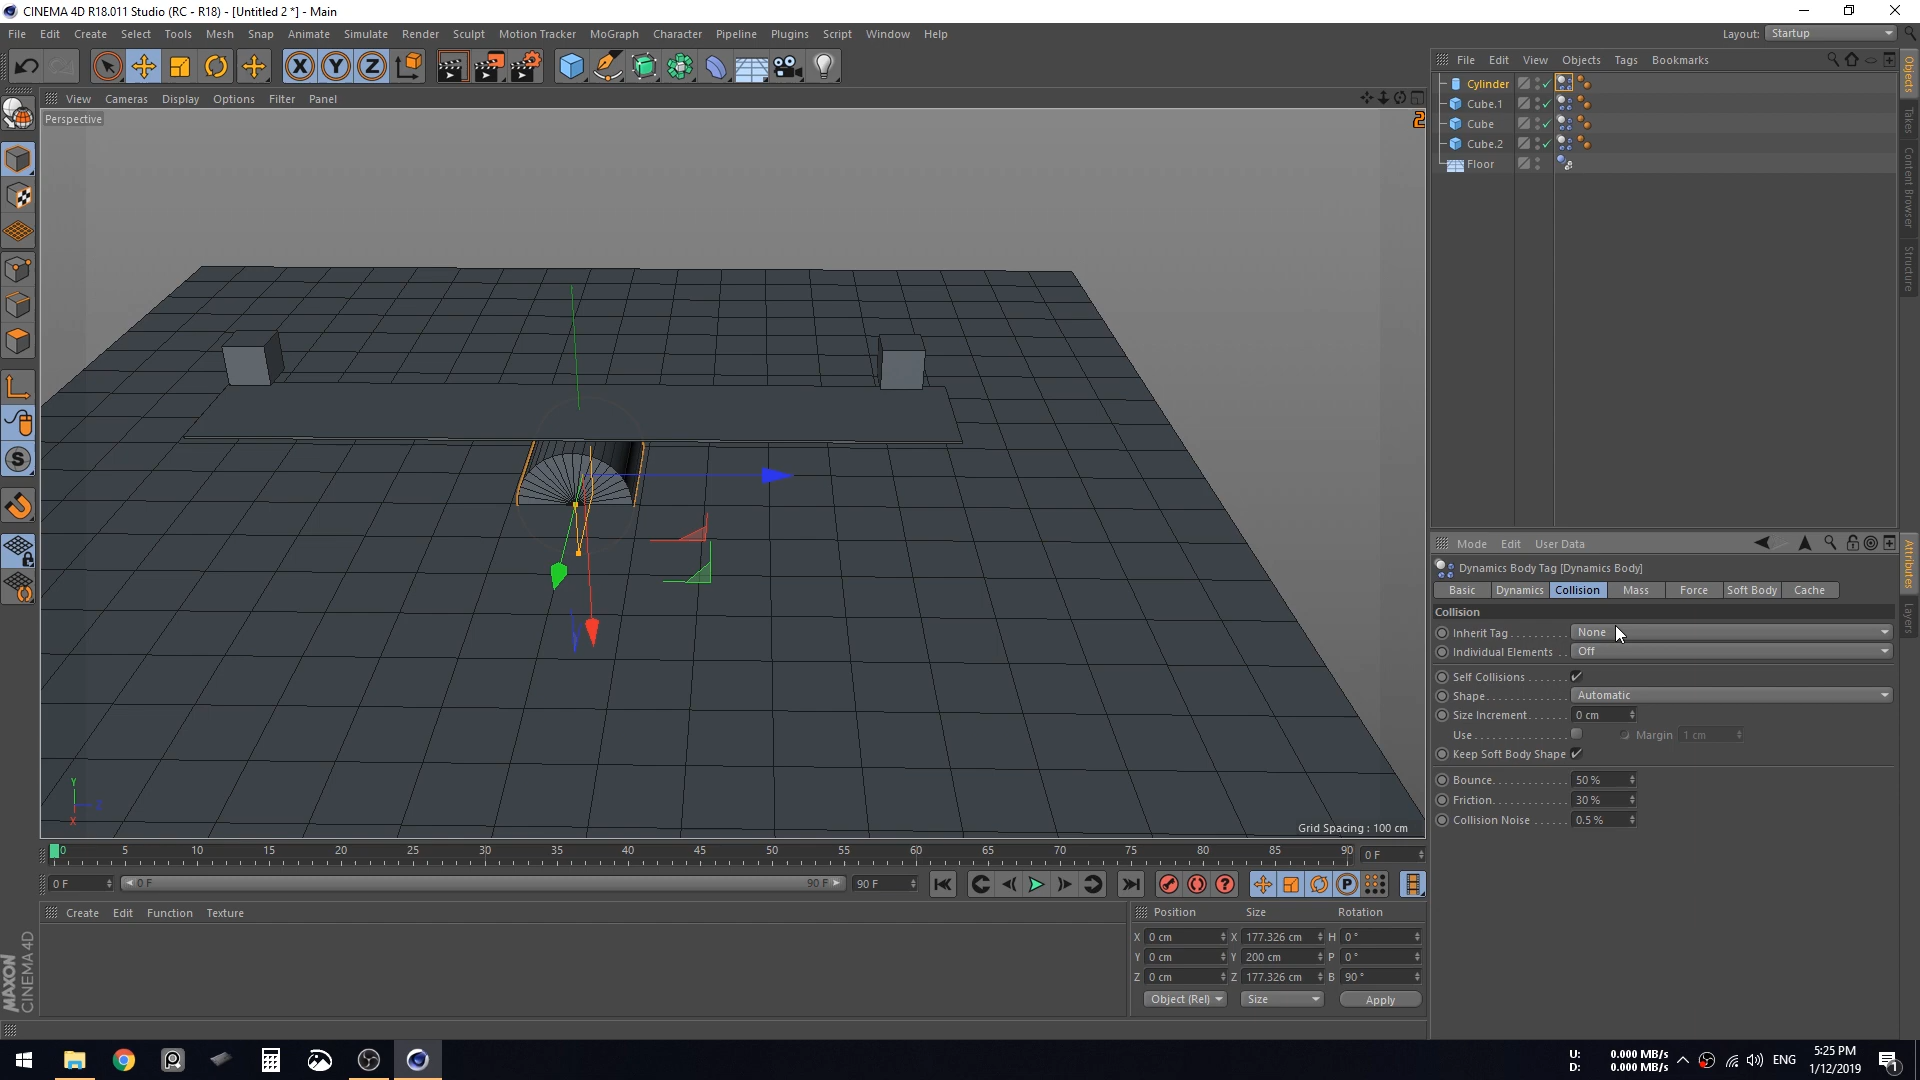 CINEMA 4D R18.011 Studio (RC - R18) - [Untitled 2 *] - Main
File Edit Create Select Tools Mesh Snap Animate Simulate Render Sculpt Motion Tracker MoGraph Character Pipeline Plugins Script Window Help
Layout: Startup
File Edit View Objects Tags Bookmarks
View Cameras Display Options Filter Panel
Perspective
2
Cylinder
Cube.1
Cube
Cube.2
Floor
Objects
Takes
Content Browser
Structure
Mode Edit User Data
Dynamics Body Tag [Dynamics Body]
Basic Dynamics Collision Mass Force Soft Body Cache
Collision
Inherit Tag None
Individual Elements Off
Self Collisions
Shape Automatic
Size Increment 0 cm
Use Margin 1 cm
Keep Soft Body Shape
Bounce 50 %
Friction 30 %
Collision Noise 0.5 %
Attributes
Layers
Y
X
Grid Spacing : 100 cm
0 5 10 15 20 25 30 35 40 45 50 55 60 65 70 75 80 85 90 0 F
0 F 0 F 90 F 90 F
Create Edit Function Texture
Position Size Rotation
X 0 cm X 177.326 cm H 0 °
Y 0 cm Y 200 cm P 0 °
Z 0 cm Z 177.326 cm B 90 °
Object (Rel) Size Apply
MAXON
CINEMA 4D
U: 0.000 MB/s
D: 0.000 MB/s
ENG
5:25 PM
1/12/2019
1